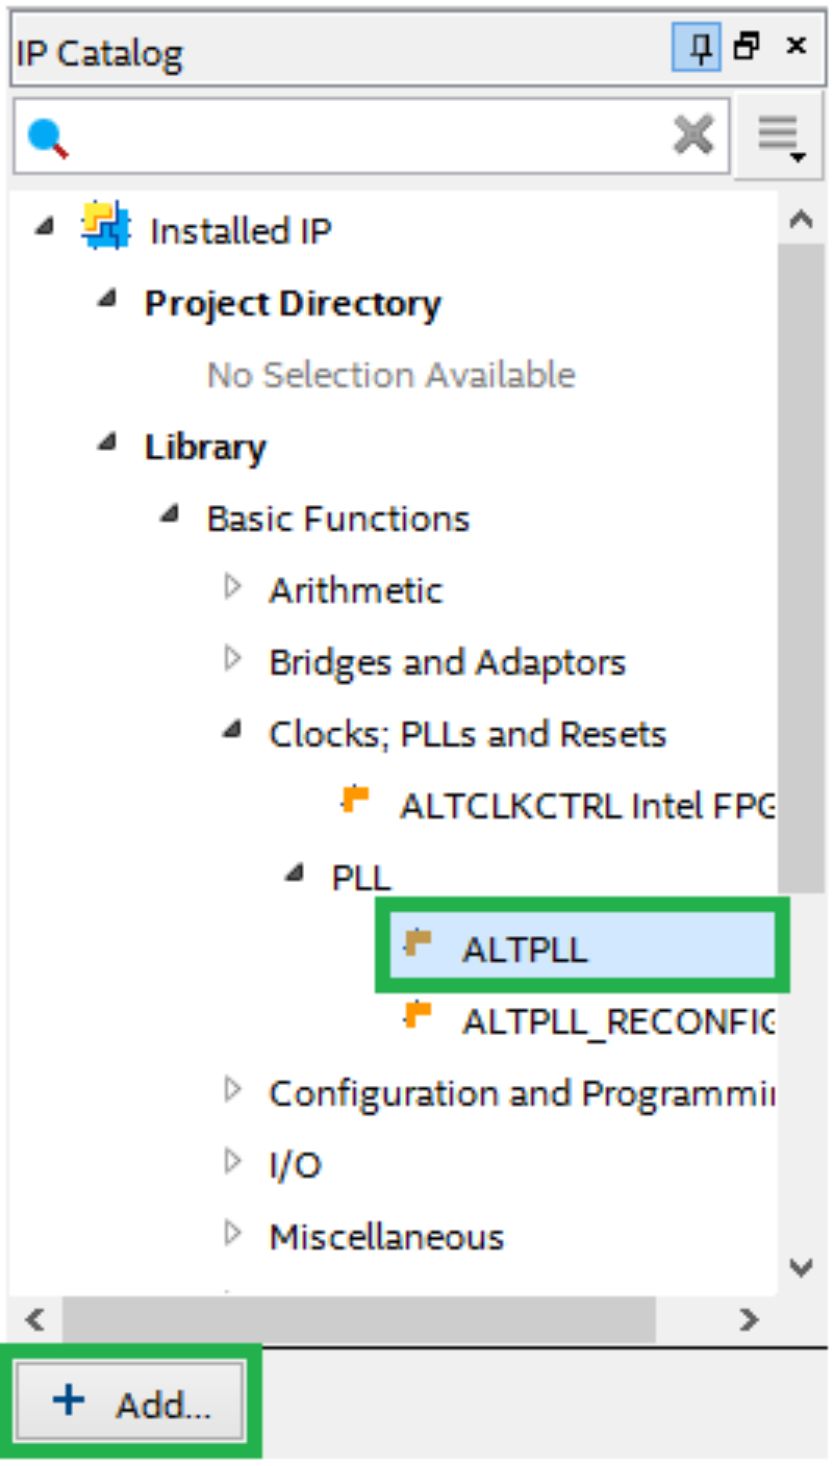 IP Catalog
Installed IP
Project Directory
No Selection Available
Library
Basic Functions
Arithmetic
Bridges and Adaptors
Clocks; PLLs and Resets
ALTCLKCTRL Intel FPG
PLL
ALTPLL
ALTPLL_RECONFIG
Configuration and Programmin
I/O
Miscellaneous
+ Add...